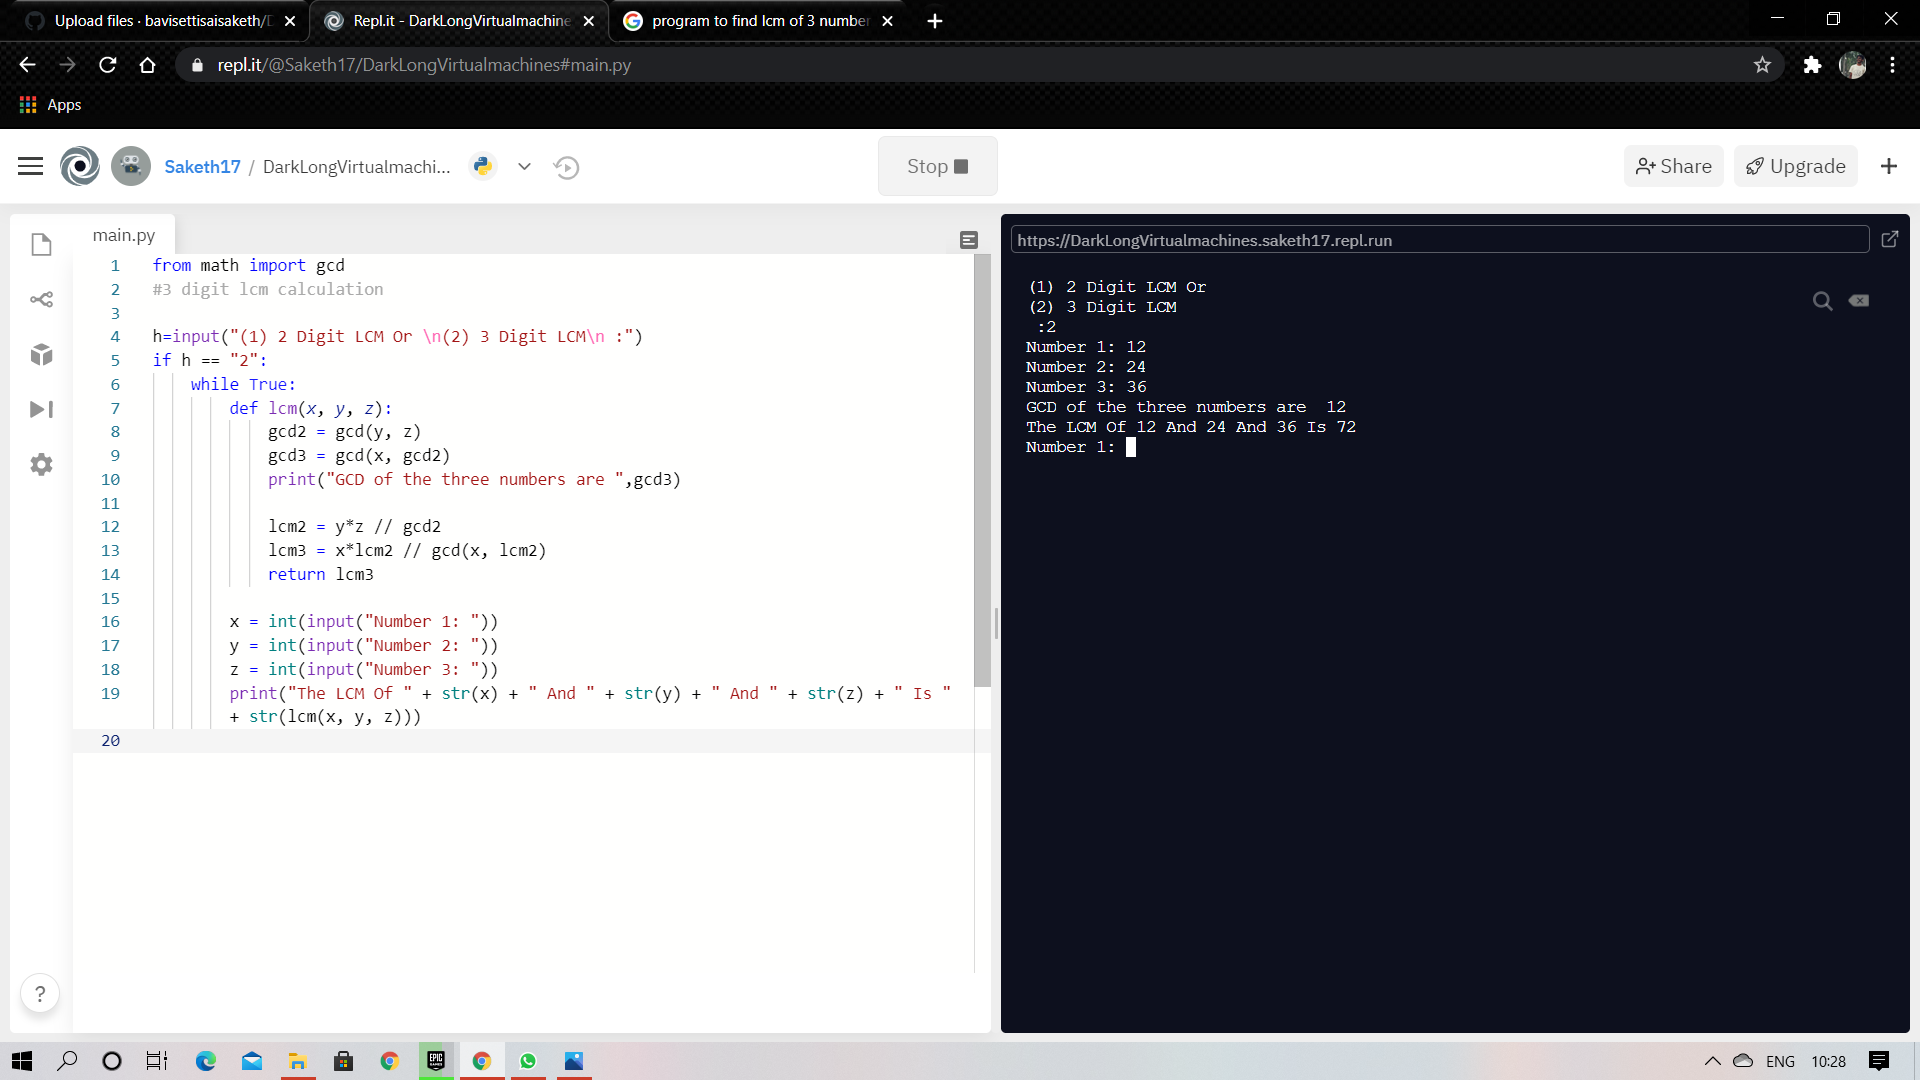 Upload files · bavisettisaisaketh/D
Repl.it - DarkLongVirtualmachine
program to find lcm of 3 number
repl.it/@Saketh17/DarkLongVirtualmachines#main.py
Apps
Saketh17 / DarkLongVirtualmachi...
Stop
Share
Upgrade
main.py
1 from math import gcd
2 #3 digit lcm calculation
3
4 h=input("(1) 2 Digit LCM Or \n(2) 3 Digit LCM\n :")
5 if h == "2":
6 while True:
7 def lcm(x, y, z):
8 gcd2 = gcd(y, z)
9 gcd3 = gcd(x, gcd2)
10 print("GCD of the three numbers are ",gcd3)
11
12 lcm2 = y*z // gcd2
13 lcm3 = x*lcm2 // gcd(x, lcm2)
14 return lcm3
15
16 x = int(input("Number 1: "))
17 y = int(input("Number 2: "))
18 z = int(input("Number 3: "))
19 print("The LCM Of " + str(x) + " And " + str(y) + " And " + str(z) + " Is "
+ str(lcm(x, y, z)))
20
https://DarkLongVirtualmachines.saketh17.repl.run
(1) 2 Digit LCM Or
(2) 3 Digit LCM
:2
Number 1: 12
Number 2: 24
Number 3: 36
GCD of the three numbers are  12
The LCM Of 12 And 24 And 36 Is 72
Number 1:
?
EPIC
GAMES
ENG
10:28